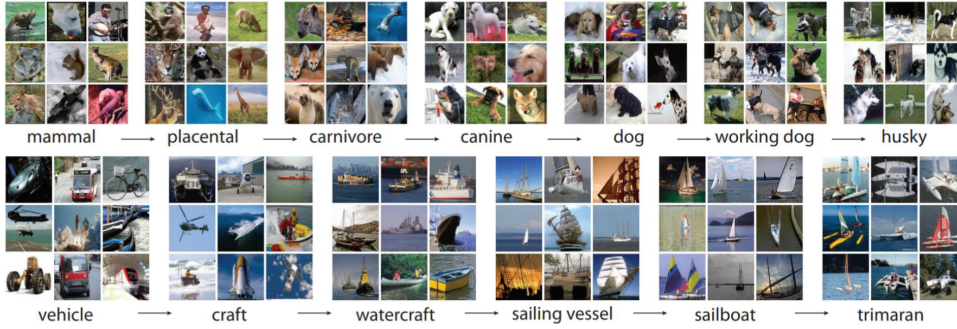 mammal → placental → carnivore → canine → dog → working dog → husky
vehicle → craft → watercraft → sailing vessel → sailboat → trimaran